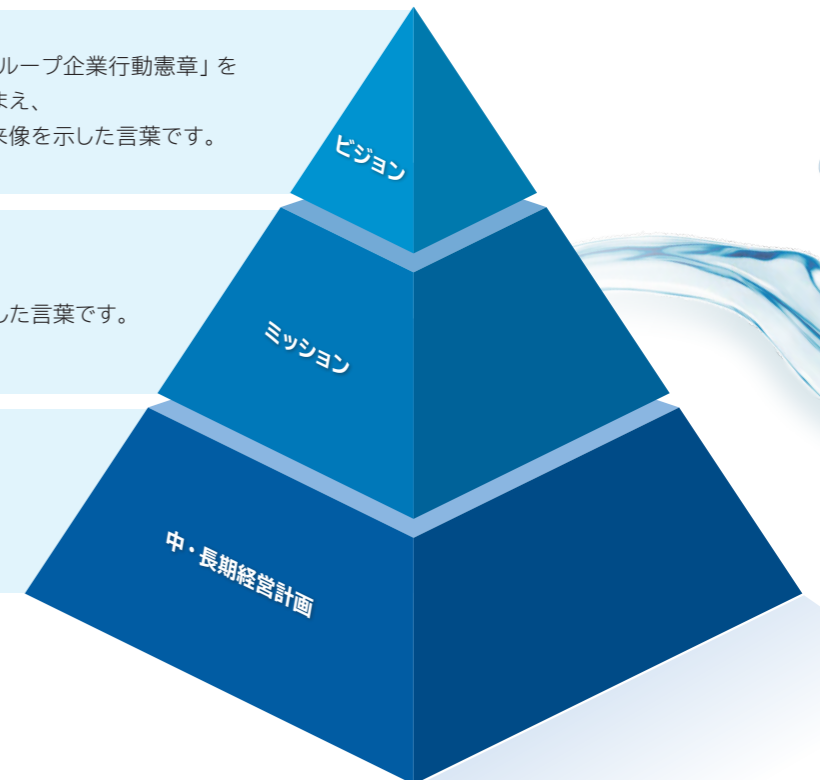 ループ企業行動憲章」を
まえ、
来像を示した言葉です。
ビジョン
した言葉です。
ミッション
中・長期経営計画